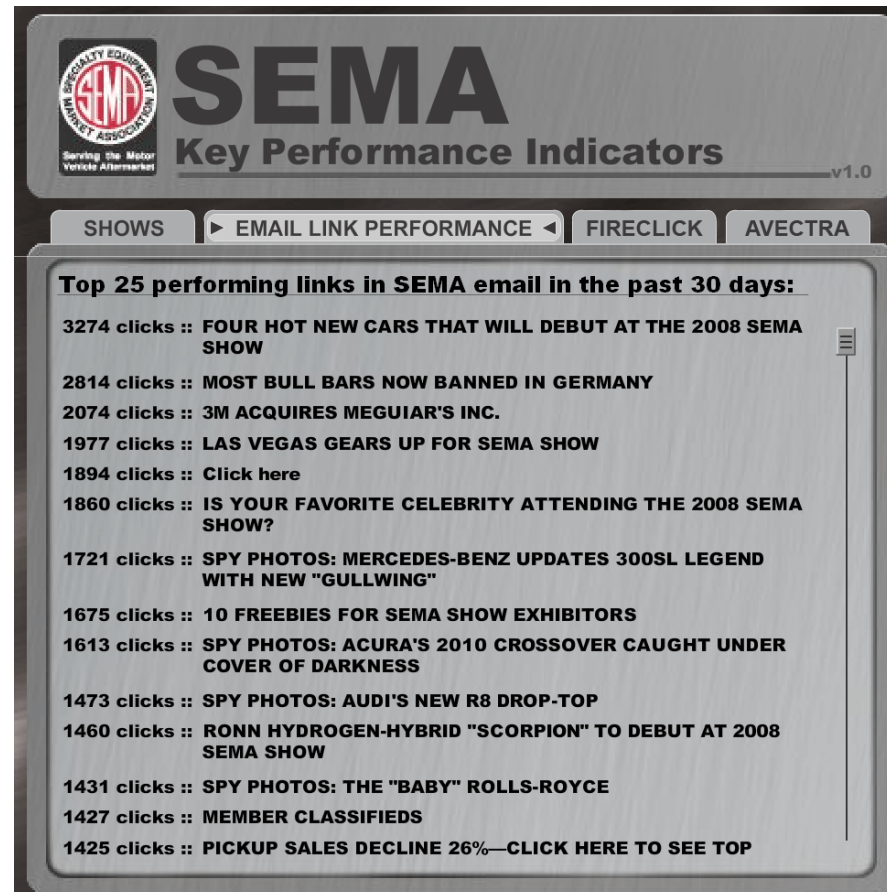 SPECIALTY EQUIPMENT
SEMA
MARKET ASSOCIATION
Serving the Motor
Vehicle Aftermarket
SEMA
Key Performance Indicators
v1.0
SHOWS
EMAIL LINK PERFORMANCE
FIRECLICK
AVECTRA
Top 25 performing links in SEMA email in the past 30 days:
3274 clicks :: FOUR HOT NEW CARS THAT WILL DEBUT AT THE 2008 SEMA
SHOW
2814 clicks :: MOST BULL BARS NOW BANNED IN GERMANY
2074 clicks :: 3M ACQUIRES MEGUIAR'S INC.
1977 clicks :: LAS VEGAS GEARS UP FOR SEMA SHOW
1894 clicks :: Click here
1860 clicks :: IS YOUR FAVORITE CELEBRITY ATTENDING THE 2008 SEMA
SHOW?
1721 clicks :: SPY PHOTOS: MERCEDES-BENZ UPDATES 300SL LEGEND
WITH NEW "GULLWING"
1675 clicks :: 10 FREEBIES FOR SEMA SHOW EXHIBITORS
1613 clicks :: SPY PHOTOS: ACURA'S 2010 CROSSOVER CAUGHT UNDER
COVER OF DARKNESS
1473 clicks :: SPY PHOTOS: AUDI'S NEW R8 DROP-TOP
1460 clicks :: RONN HYDROGEN-HYBRID "SCORPION" TO DEBUT AT 2008
SEMA SHOW
1431 clicks :: SPY PHOTOS: THE "BABY" ROLLS-ROYCE
1427 clicks :: MEMBER CLASSIFIEDS
1425 clicks :: PICKUP SALES DECLINE 26%—CLICK HERE TO SEE TOP